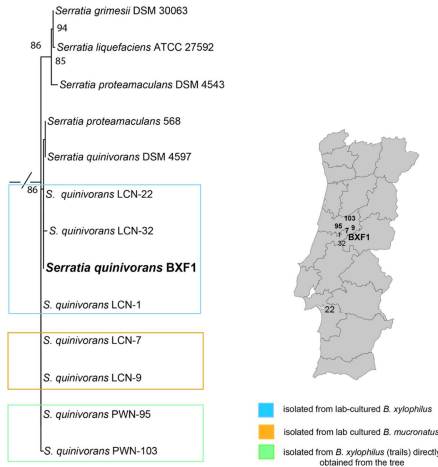 Serratia grimesii DSM 30063
94
86
Serratia liquefaciens ATCC 27592
85
Serratia proteamaculans DSM 4543
Serratia proteamaculans 568
Serratia quinivorans DSM 4597
86
S. quinivorans LCN-22
S. quinivorans LCN-32
Serratia quinivorans BXF1
S. quinivorans LCN-1
S. quinivorans LCN-7
S. quinivorans LCN-9
S. quinivorans PWN-95
S. quinivorans PWN-103
103
95 9
1 7
BXF1
32
22
isolated from lab-cultured B. xylophilus
isolated from lab cultured B. mucronatus
isolated from B. xylophilus (trails) directly
obtained from the tree